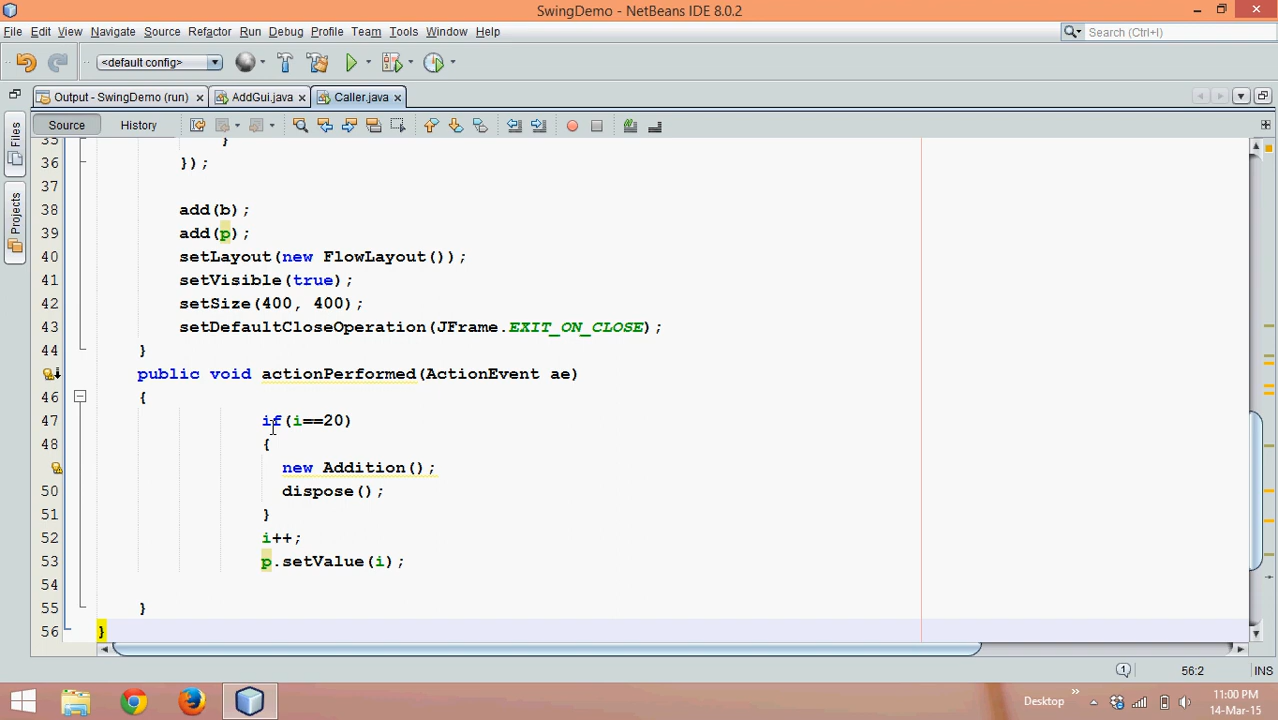 SwingDemo - NetBeans IDE 8.0.2
File Edit View Navigate Source Refactor Run Debug Profile Team Tools Window Help
Search (Ctrl+I)
<default config>
Output - SwingDemo (run) AddGui.java Caller.java
Source History
Files
Projects
35 }
36 });
37
38 add(b);
39 add(p);
40 setLayout(new FlowLayout());
41 setVisible(true);
42 setSize(400, 400);
43 setDefaultCloseOperation(JFrame.EXIT_ON_CLOSE);
44 }
public void actionPerformed(ActionEvent ae)
46 {
47 if(i==20)
48 {
new Addition();
50 dispose();
51 }
52 i++;
53 p.setValue(i);
54
55 }
56 }
1 56:2 INS
Desktop 11:00 PM
14-Mar-15